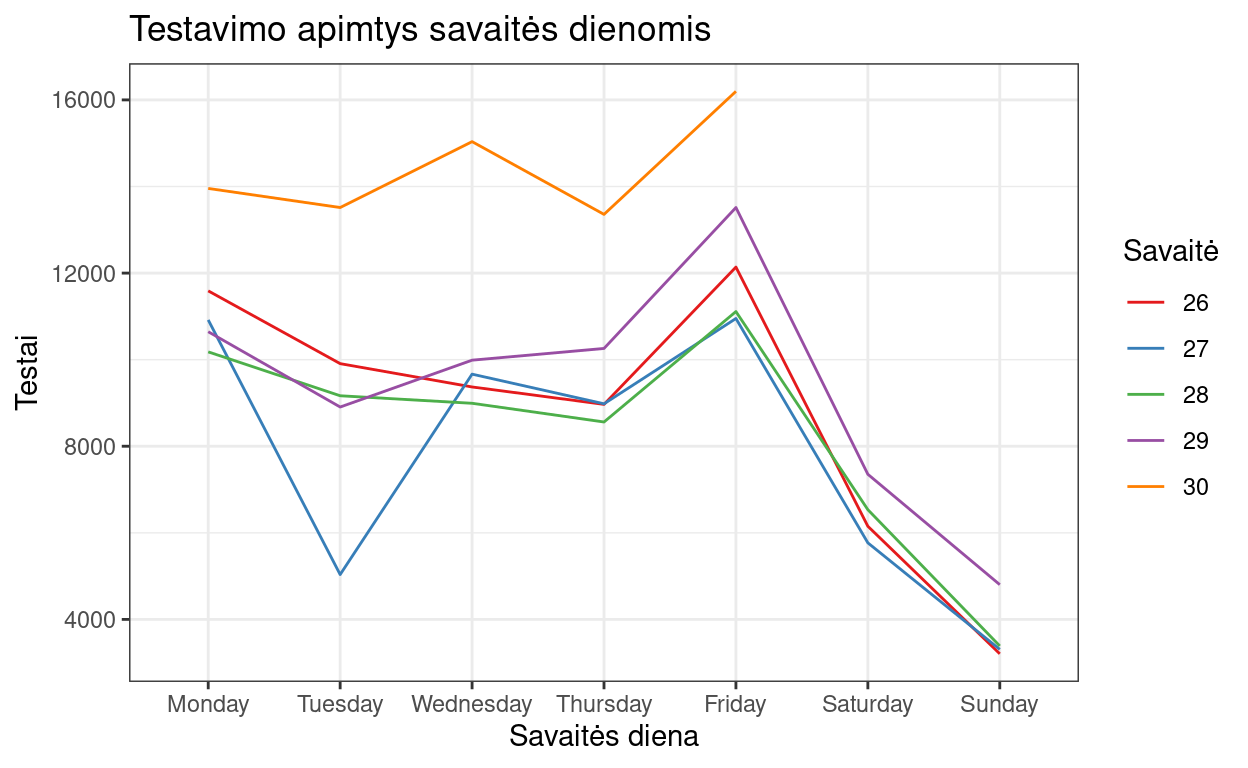 Testavimo apimtys savaitės dienomis
16000
12000
8000
4000
Testai
Monday Tuesday Wednesday Thursday Friday Saturday Sunday
Savaitės diena
Savaitė
26
27
28
29
30